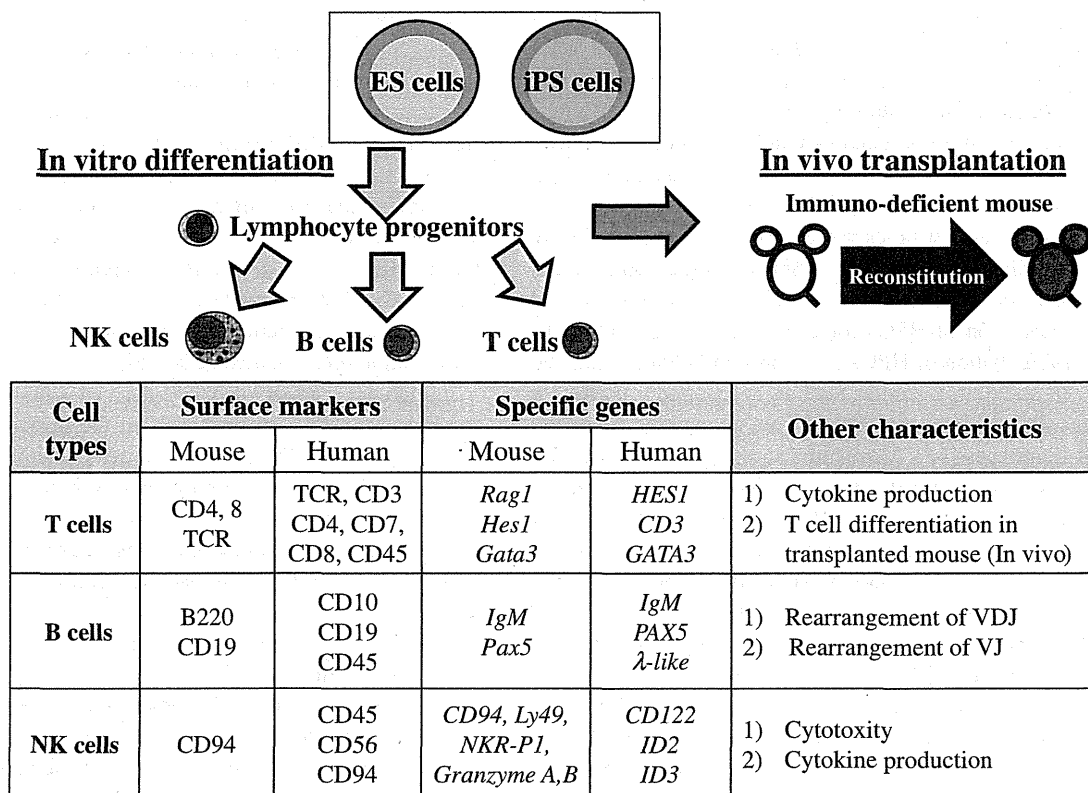 ES cells
iPS cells
In vitro differentiation
In vivo transplantation
Immuno-deficient mouse
Lymphocyte progenitors
Reconstitution
NK cells
B cells
T cells
Cell types
Surface markers
Specific genes
Other characteristics
Mouse
Human
Mouse
Human
T cells
CD4, 8
TCR
TCR, CD3
CD4, CD7,
CD8, CD45
Rag1
Hes1
Gata3
HES1
CD3
GATA3
1) Cytokine production
2) T cell differentiation in
transplanted mouse (In vivo)
B cells
B220
CD19
CD10
CD19
CD45
IgM
Pax5
IgM
PAX5
λ-like
1) Rearrangement of VDJ
2) Rearrangement of VJ
NK cells
CD94
CD45
CD56
CD94
CD94, Ly49,
NKR-P1,
Granzyme A,B
CD122
ID2
ID3
1) Cytotoxity
2) Cytokine production